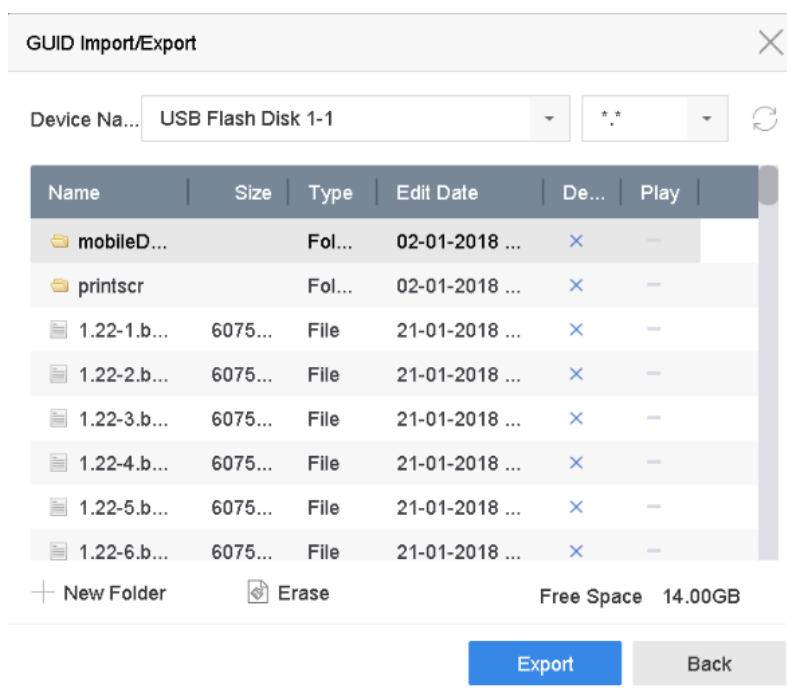 GUID Import/Export
Device Na... USB Flash Disk 1-1 *.*
Name Size Type Edit Date De... Play
mobileD... Fol... 02-01-2018 ...
printscr Fol... 02-01-2018 ...
1.22-1.b... 6075... File 21-01-2018 ...
1.22-2.b... 6075... File 21-01-2018 ...
1.22-3.b... 6075... File 21-01-2018 ...
1.22-4.b... 6075... File 21-01-2018 ...
1.22-5.b... 6075... File 21-01-2018 ...
1.22-6.b... 6075... File 21-01-2018 ...
New Folder Erase Free Space 14.00GB
Export Back